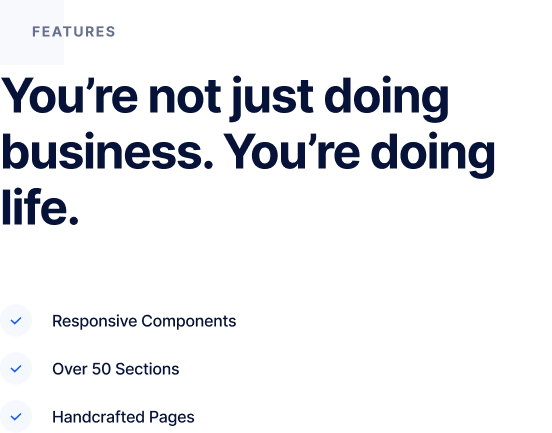 FEATURES
You’re not just doing
business. You’re doing
life.
Responsive Components
Over 50 Sections
Handcrafted Pages